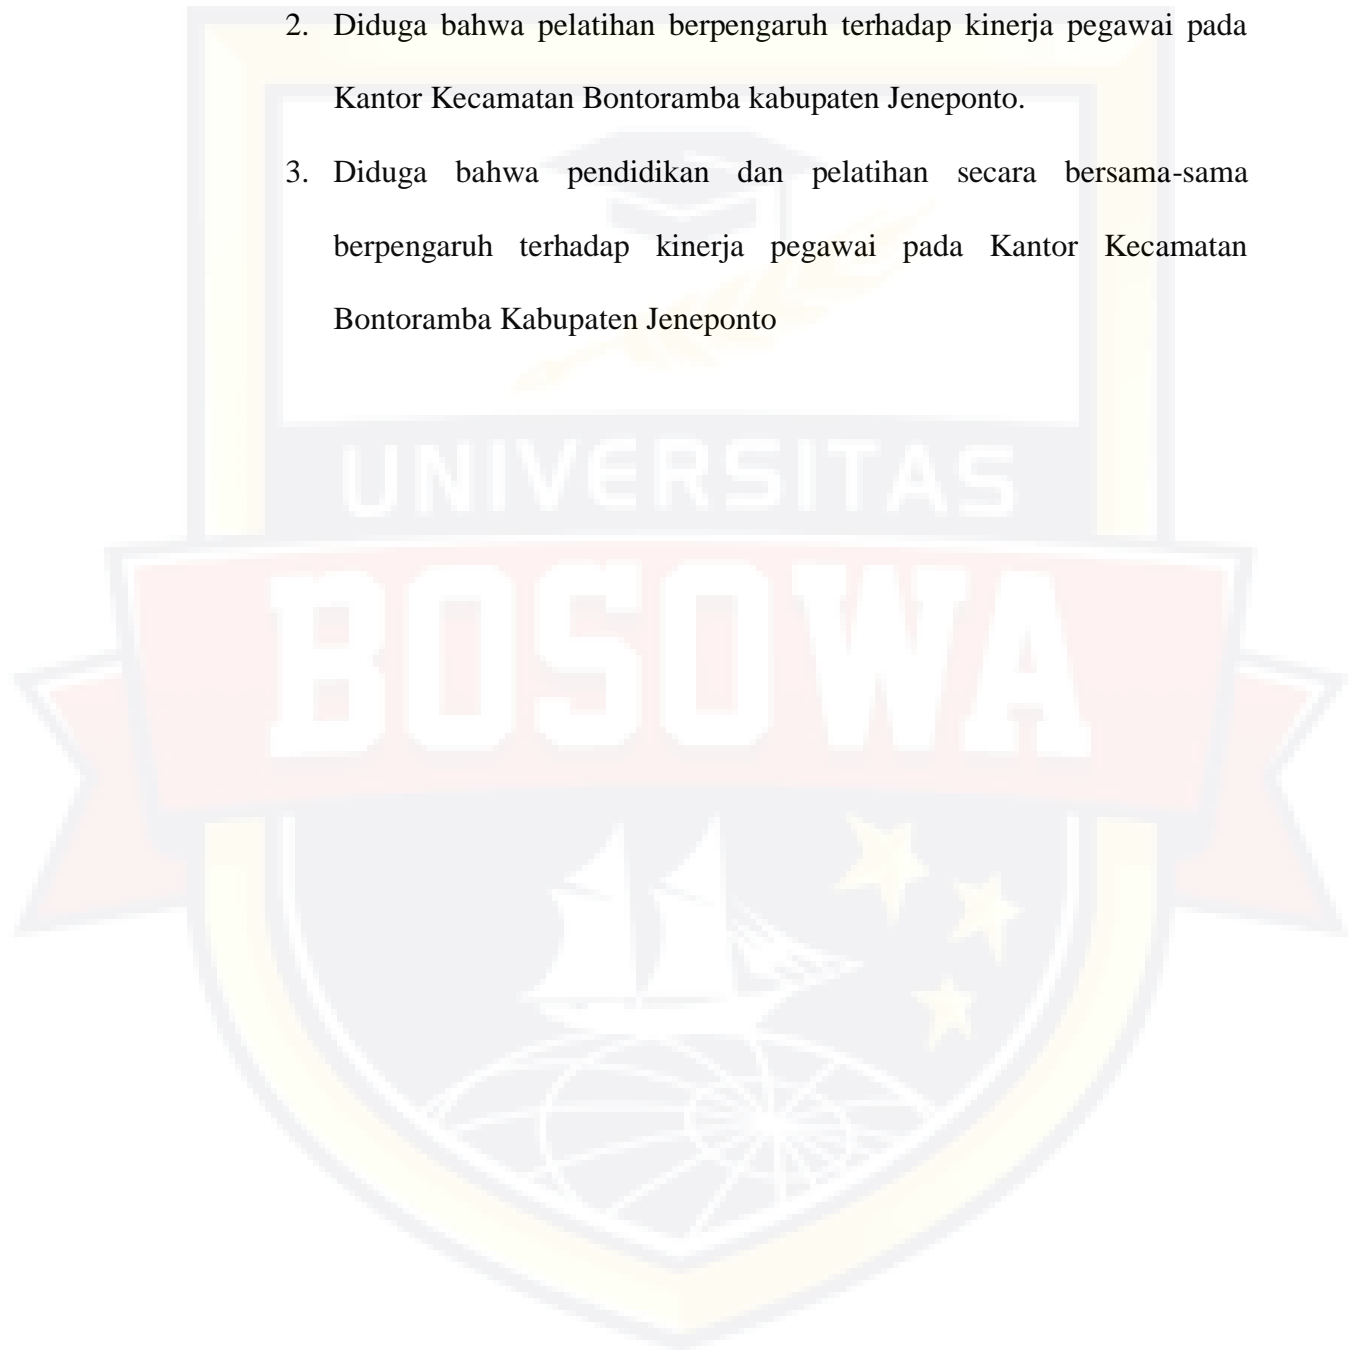 2. Diduga bahwa pelatihan berpengaruh terhadap kinerja pegawai pada
Kantor Kecamatan Bontoramba kabupaten Jeneponto.
3. Diduga bahwa pendidikan dan pelatihan secara bersama-sama
berpengaruh terhadap kinerja pegawai pada Kantor Kecamatan
Bontoramba Kabupaten Jeneponto
UNIVERSITAS
BOSOWA